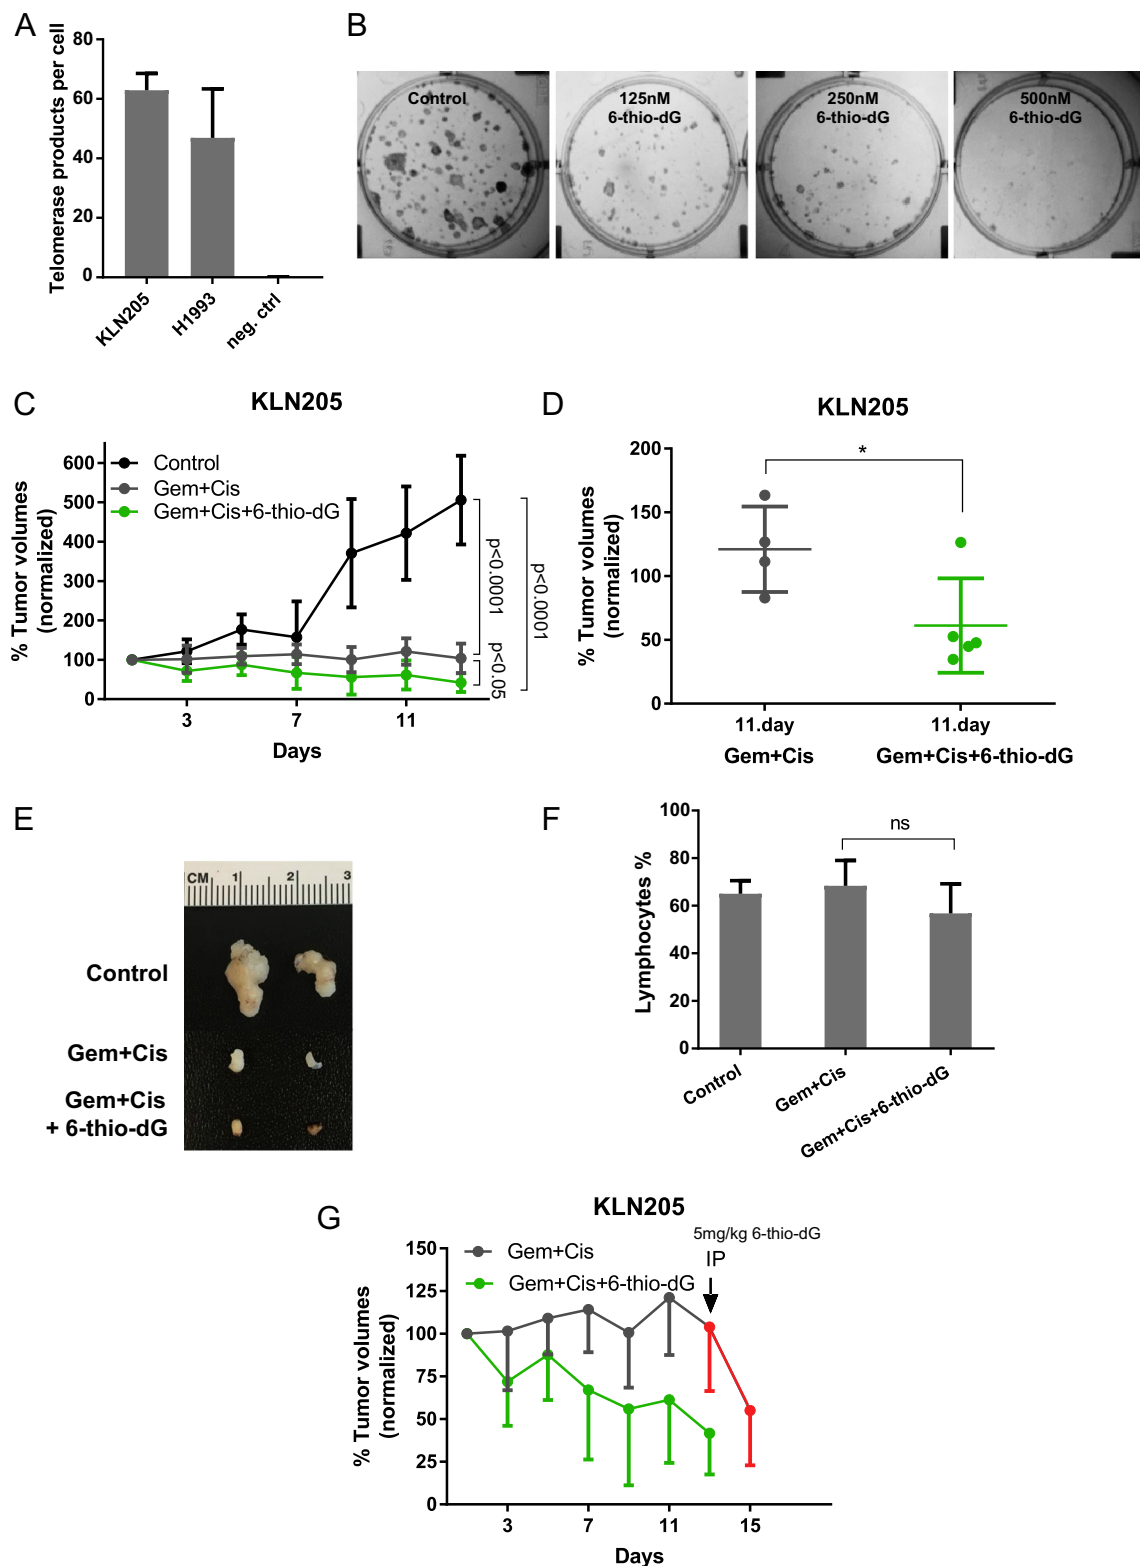 A
Telomerase products per cell
80
60
40
20
0
KLN205
H1993
neg. ctrl
B
Control
125nM
6-thio-dG
250nM
6-thio-dG
500nM
6-thio-dG
C
KLN205
% Tumor volumes
(normalized)
600
500
400
300
200
100
0
Control
Gem+Cis
Gem+Cis+6-thio-dG
p<0.0001
p<0.05
p<0.0001
3
7
11
Days
D
KLN205
% Tumor volumes
(normalized)
200
150
100
50
0
*
11.day
11.day
Gem+Cis
Gem+Cis+6-thio-dG
E
CM 1 2 3
Control
Gem+Cis
Gem+Cis
+ 6-thio-dG
F
Lymphocytes %
100
80
60
40
20
0
ns
Control
Gem+Cis
Gem+Cis+6-thio-dG
G
KLN205
5mg/kg 6-thio-dG
IP
Gem+Cis
Gem+Cis+6-thio-dG
% Tumor volumes
(normalized)
150
125
100
75
50
25
0
3
7
11
15
Days